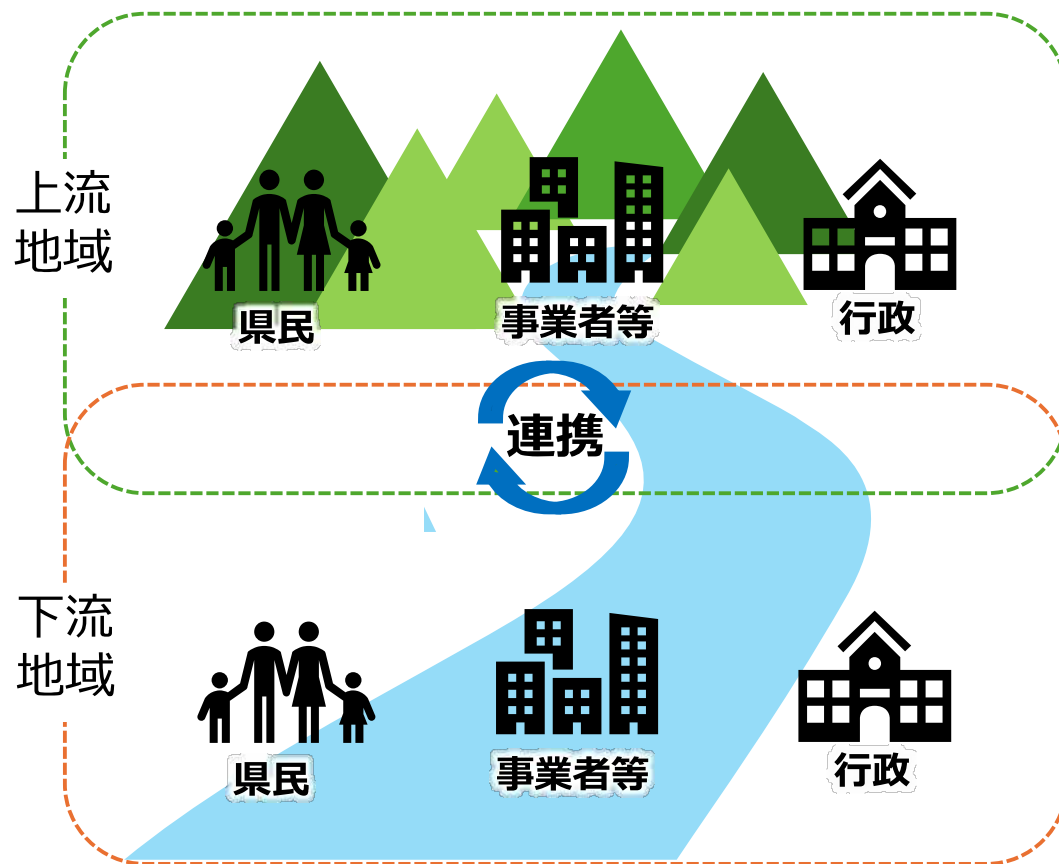 上流
地域
県民
事業者等
行政
連携
下流
地域
県民
事業者等
行政